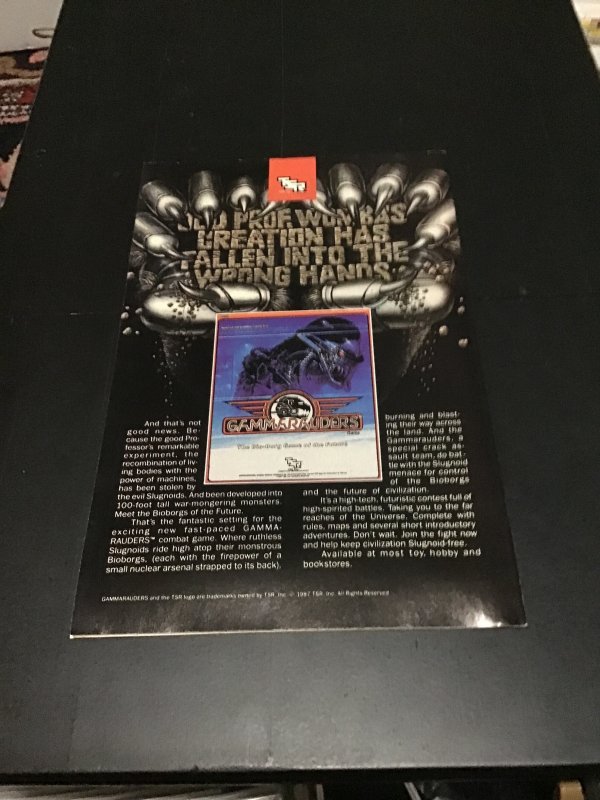 TSR
OLD PROF. WOMBAS
CREATION HAS
FALLEN INTO THE
WRONG HANDS.
GAMMARAUDERS
Game
The Bio-Borg Game of the Future
TSR
And that's not
good news. Be-
cause the good Pro-
fessor's remarkable
experiment, the
recombination of liv-
ing bodies with the
power of machines,
has been stolen by
the evil Slugnoids. And been developed into
100-foot tall war-mongering monsters.
Meet the Bioborgs of the Future.
That's the fantastic setting for the
exciting new fast-paced GAMMA-
RAUDERS™ combat game. Where ruthless
Slugnoids ride high atop their monstrous
Bioborgs, (each with the firepower of a
small nuclear arsenal strapped to its back),
burning and blast-
ing their way across
the land. And the
Gammarauders, a
special crack as-
sault team, do bat-
tle with the Slugnoid
menace for control
of the Bioborgs
and the future of civilization.
It's a high-tech, futuristic contest full of
high-spirited battles. Taking you to the far
reaches of the Universe. Complete with
rules, maps and several short introductory
adventures. Don't wait. Join the fight now
and help keep civilization Slugnoid-free.
Available at most toy, hobby and
bookstores.
GAMMARAUDERS and the TSR logo are trademarks owned by TSR, Inc. © 1987 TSR, Inc. All Rights Reserved